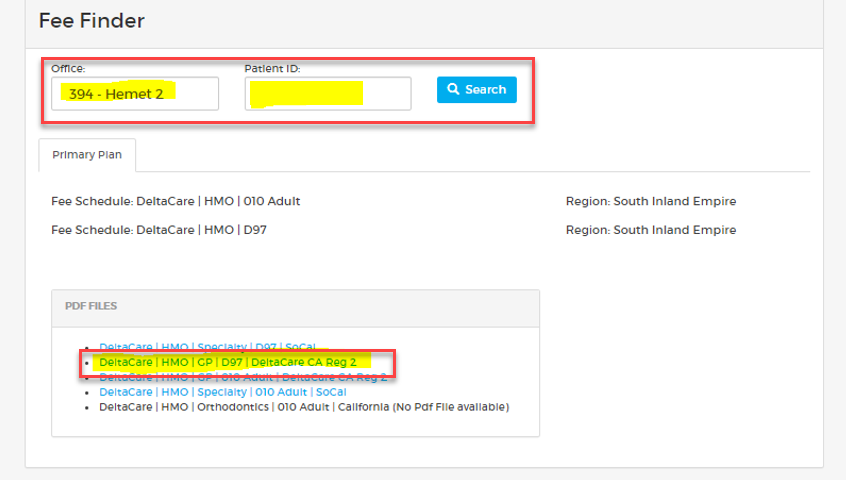 Fee Finder
Office: Patient ID:
394 - Hemet 2 Search
Primary Plan
Fee Schedule: DeltaCare | HMO | 010 Adult Region: South Inland Empire
Fee Schedule: DeltaCare | HMO | D97 Region: South Inland Empire
PDF FILES
DeltaCare | HMO | Specialty | D97 | SoCal
DeltaCare | HMO | GP | D97 | DeltaCare CA Reg 2
DeltaCare | HMO | GP | 010 Adult | DeltaCare CA Reg 2
DeltaCare | HMO | Specialty | 010 Adult | SoCal
DeltaCare | HMO | Orthodontics | 010 Adult | California (No Pdf File available)